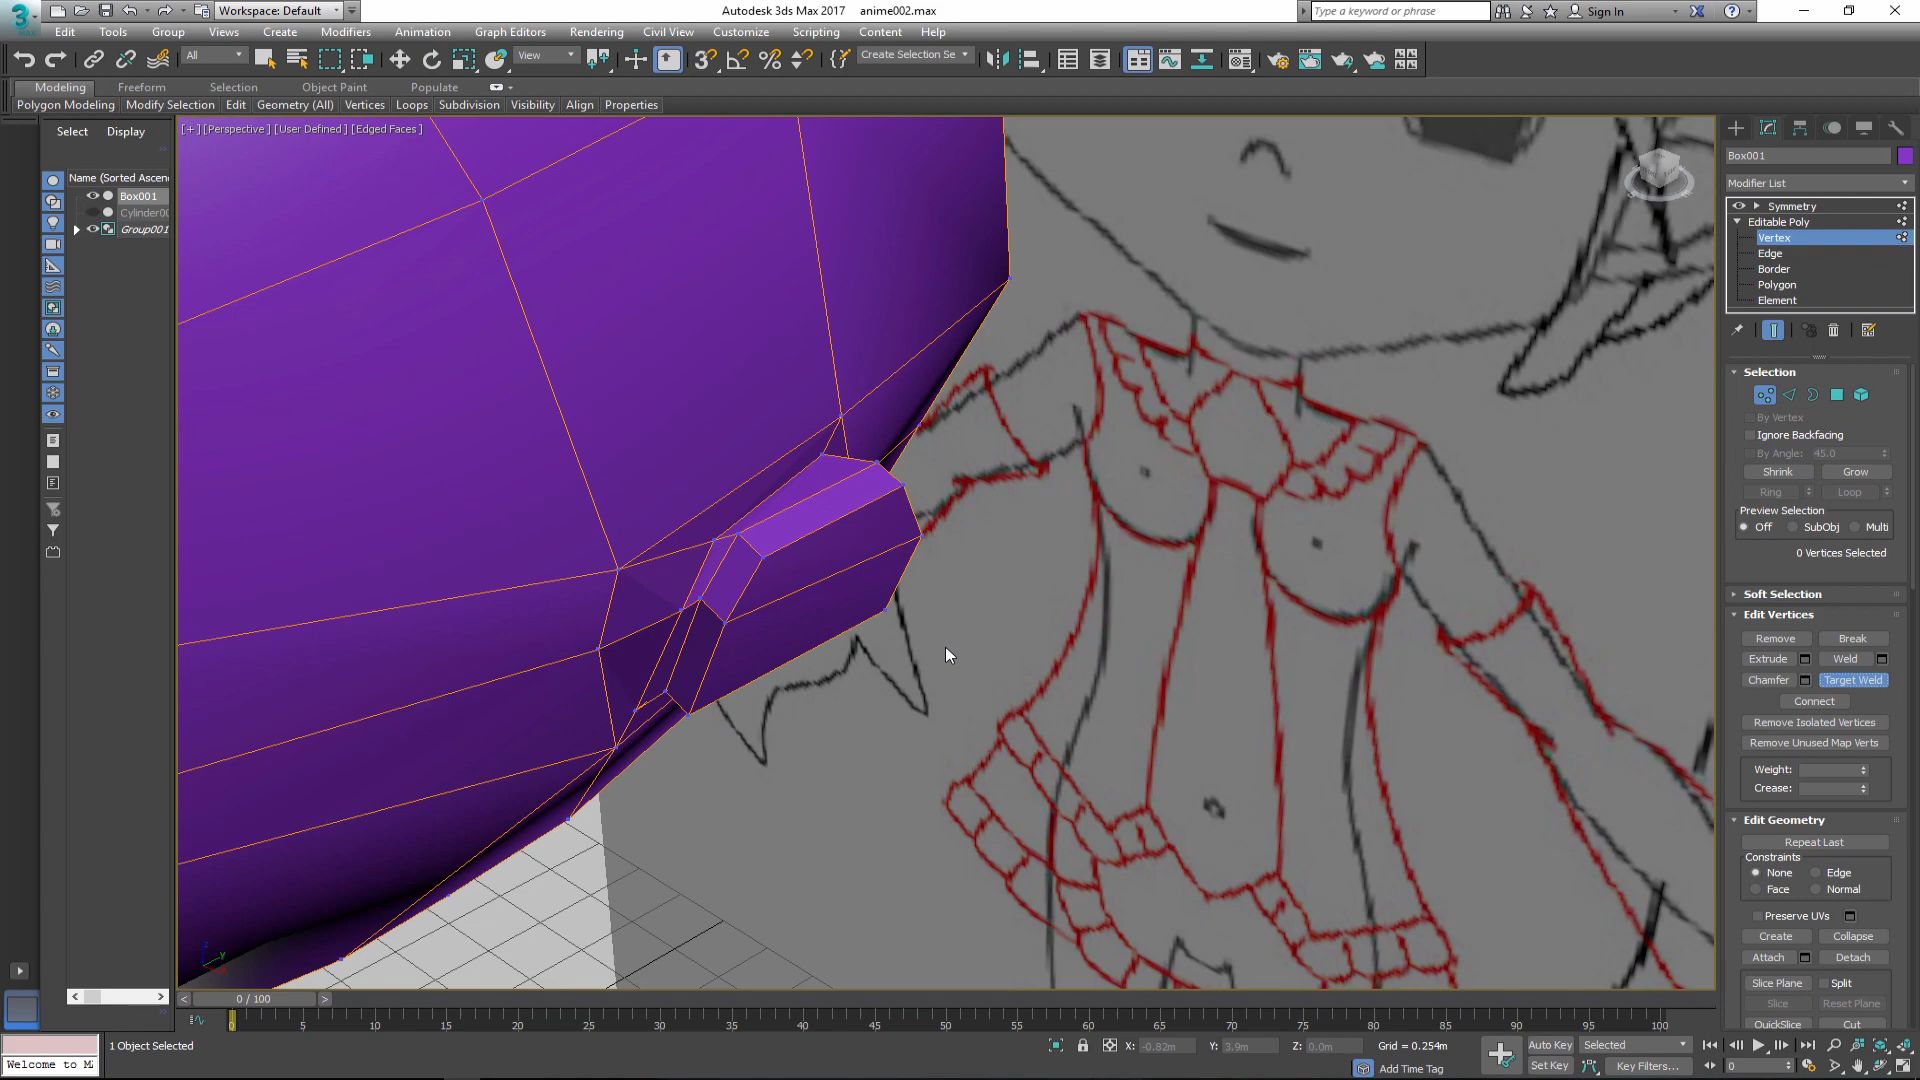 Workspace: Default
Autodesk 3ds Max 2017    anime002.max
Type a keyword or phrase
Sign In
Edit Tools Group Views Create Modifiers Animation Graph Editors Rendering Civil View Customize Scripting Content Help
All
View
Create Selection Se
Modeling Freeform Selection Object Paint Populate
Polygon Modeling Modify Selection Edit Geometry (All) Vertices Loops Subdivision Visibility Align Properties
Select Display
[+] [Perspective ] [User Defined ] [Edged Faces ]
Name (Sorted Ascen
Box001
Cylinder00
Group001
Box001
Modifier List
Symmetry
Editable Poly
Vertex
Edge
Border
Polygon
Element
Selection
By Vertex
Ignore Backfacing
By Angle: 45.0
Shrink Grow
Ring Loop
Preview Selection
Off SubObj Multi
0 Vertices Selected
Soft Selection
Edit Vertices
Remove Break
Extrude Weld
Chamfer Target Weld
Connect
Remove Isolated Vertices
Remove Unused Map Verts
Weight:
Crease:
Edit Geometry
Repeat Last
Constraints
None Edge
Face Normal
Preserve UVs
Create Collapse
Attach Detach
Slice Plane Split
Slice Reset Plane
QuickSlice Cut
z
y
< 0 / 100 >
0 5 10 15 20 25 30 35 40 45 50 55 60 65 70 75 80 85 90 95 100
1 Object Selected
X: -0.82m Y: 3.9m Z: 0.0m Grid = 0.254m
Auto Key Selected
Welcome to M
Add Time Tag
Set Key Key Filters...
0